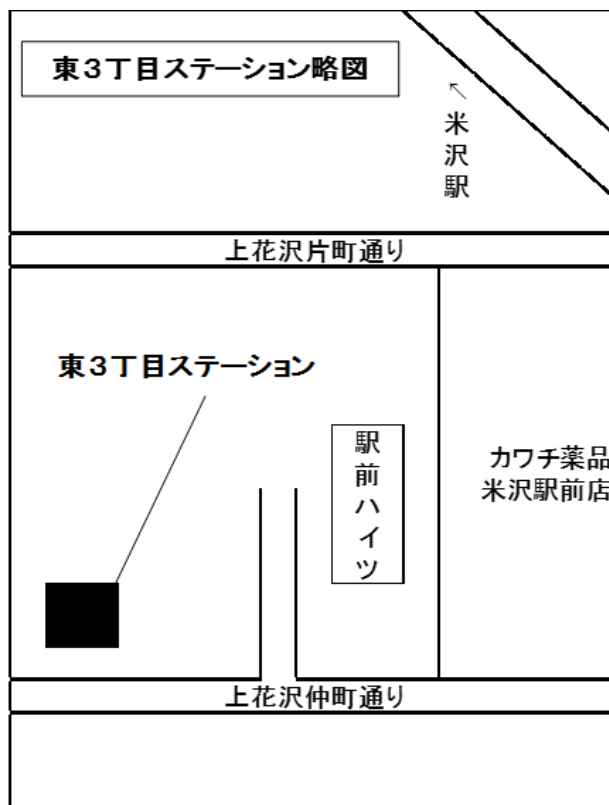 東３丁目ステーション略図
↖
米沢駅
上花沢片町通り
東３丁目ステーション
駅前ハイツ
カワチ薬品
米沢駅前店
上花沢仲町通り